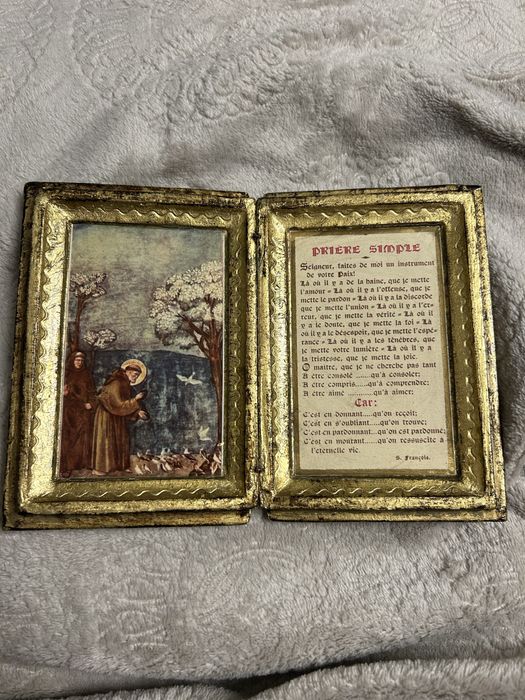 PRIERE SIMPLE
Seigneur, faites de moi un instrument
de votre Paix!
Là où il y a de la haine, que je mette
l'amour - Là où il y a l'offense, que je
mette le pardon - Là où il y a la discorde
que je mette l'union - Là où il y a l'er-
reur, que je mette la vérité - Là où il
y a le doute, que je mette la foi - Là
où il y a le désespoir, que je mette l'espé-
rance - Là où il y a les ténèbres, que je
mette votre lumière - Là où il y a
la tristesse, que je mette la joie.
O maître, que je ne cherche pas tant
A être consolé .......qu'à consoler;
A être compris......qu'à comprendre;
A être aimé ..........qu'à aimer;
Car:
C'est en donnant....qu'on reçoit;
C'est en s'oubliant....qu'on trouve;
C'est en pardonnant...qu'on est pardonné;
C'est en mourant.....qu'on ressuscite à
l'éternelle vie.
S. François.